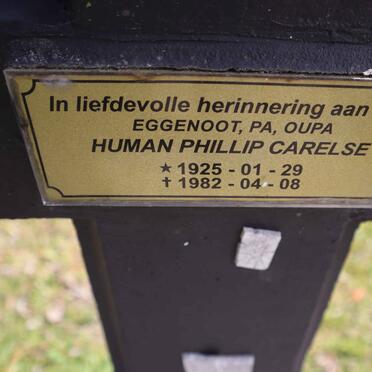 In liefdevolle herinnering aan
EGGENOOT, PA, OUPA
HUMAN PHILLIP CARELSE
★ 1925 - 01 - 29
✝ 1982 - 04 - 08